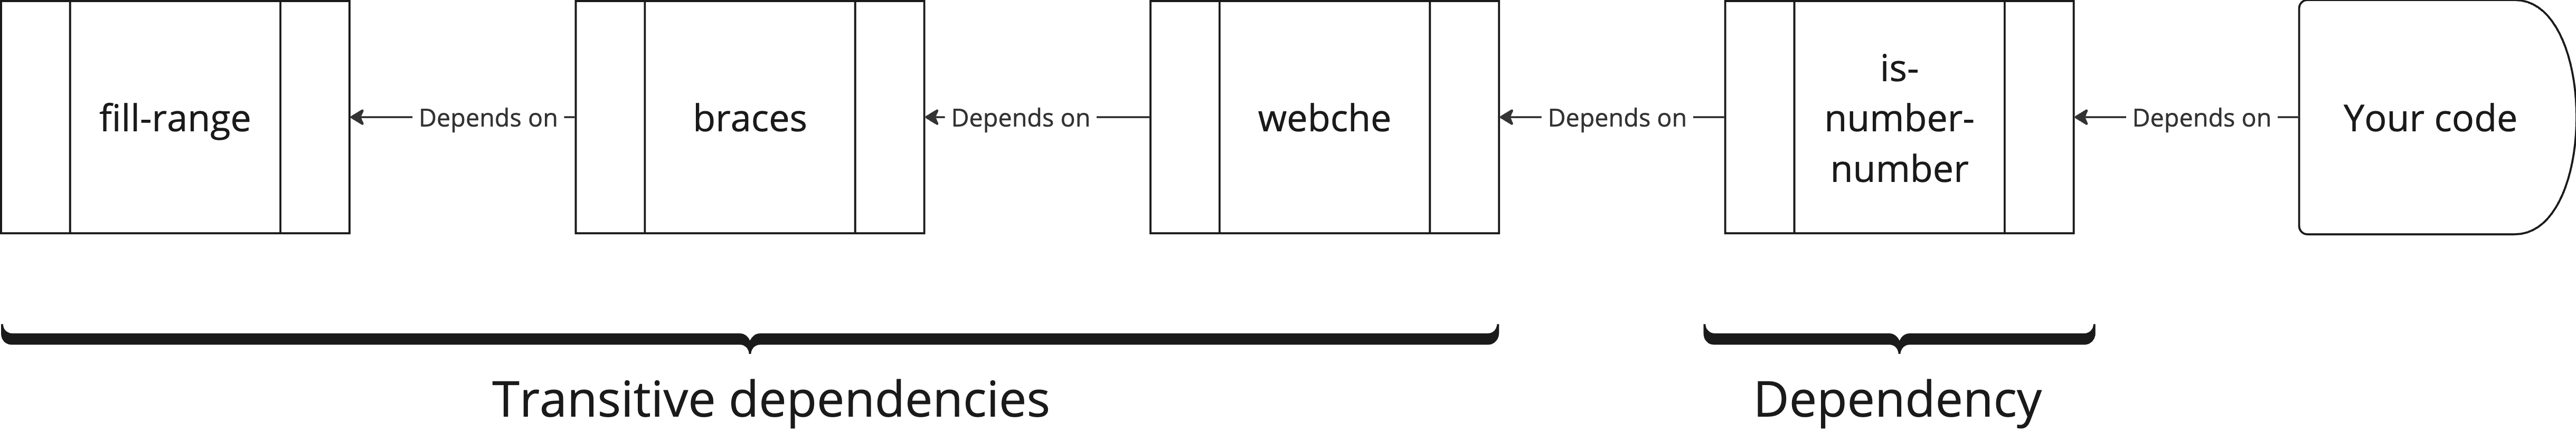 fill-range
Depends on
braces
Depends on
webche
Depends on
is-
number-
number
Depends on
Your code
Transitive dependencies
Dependency